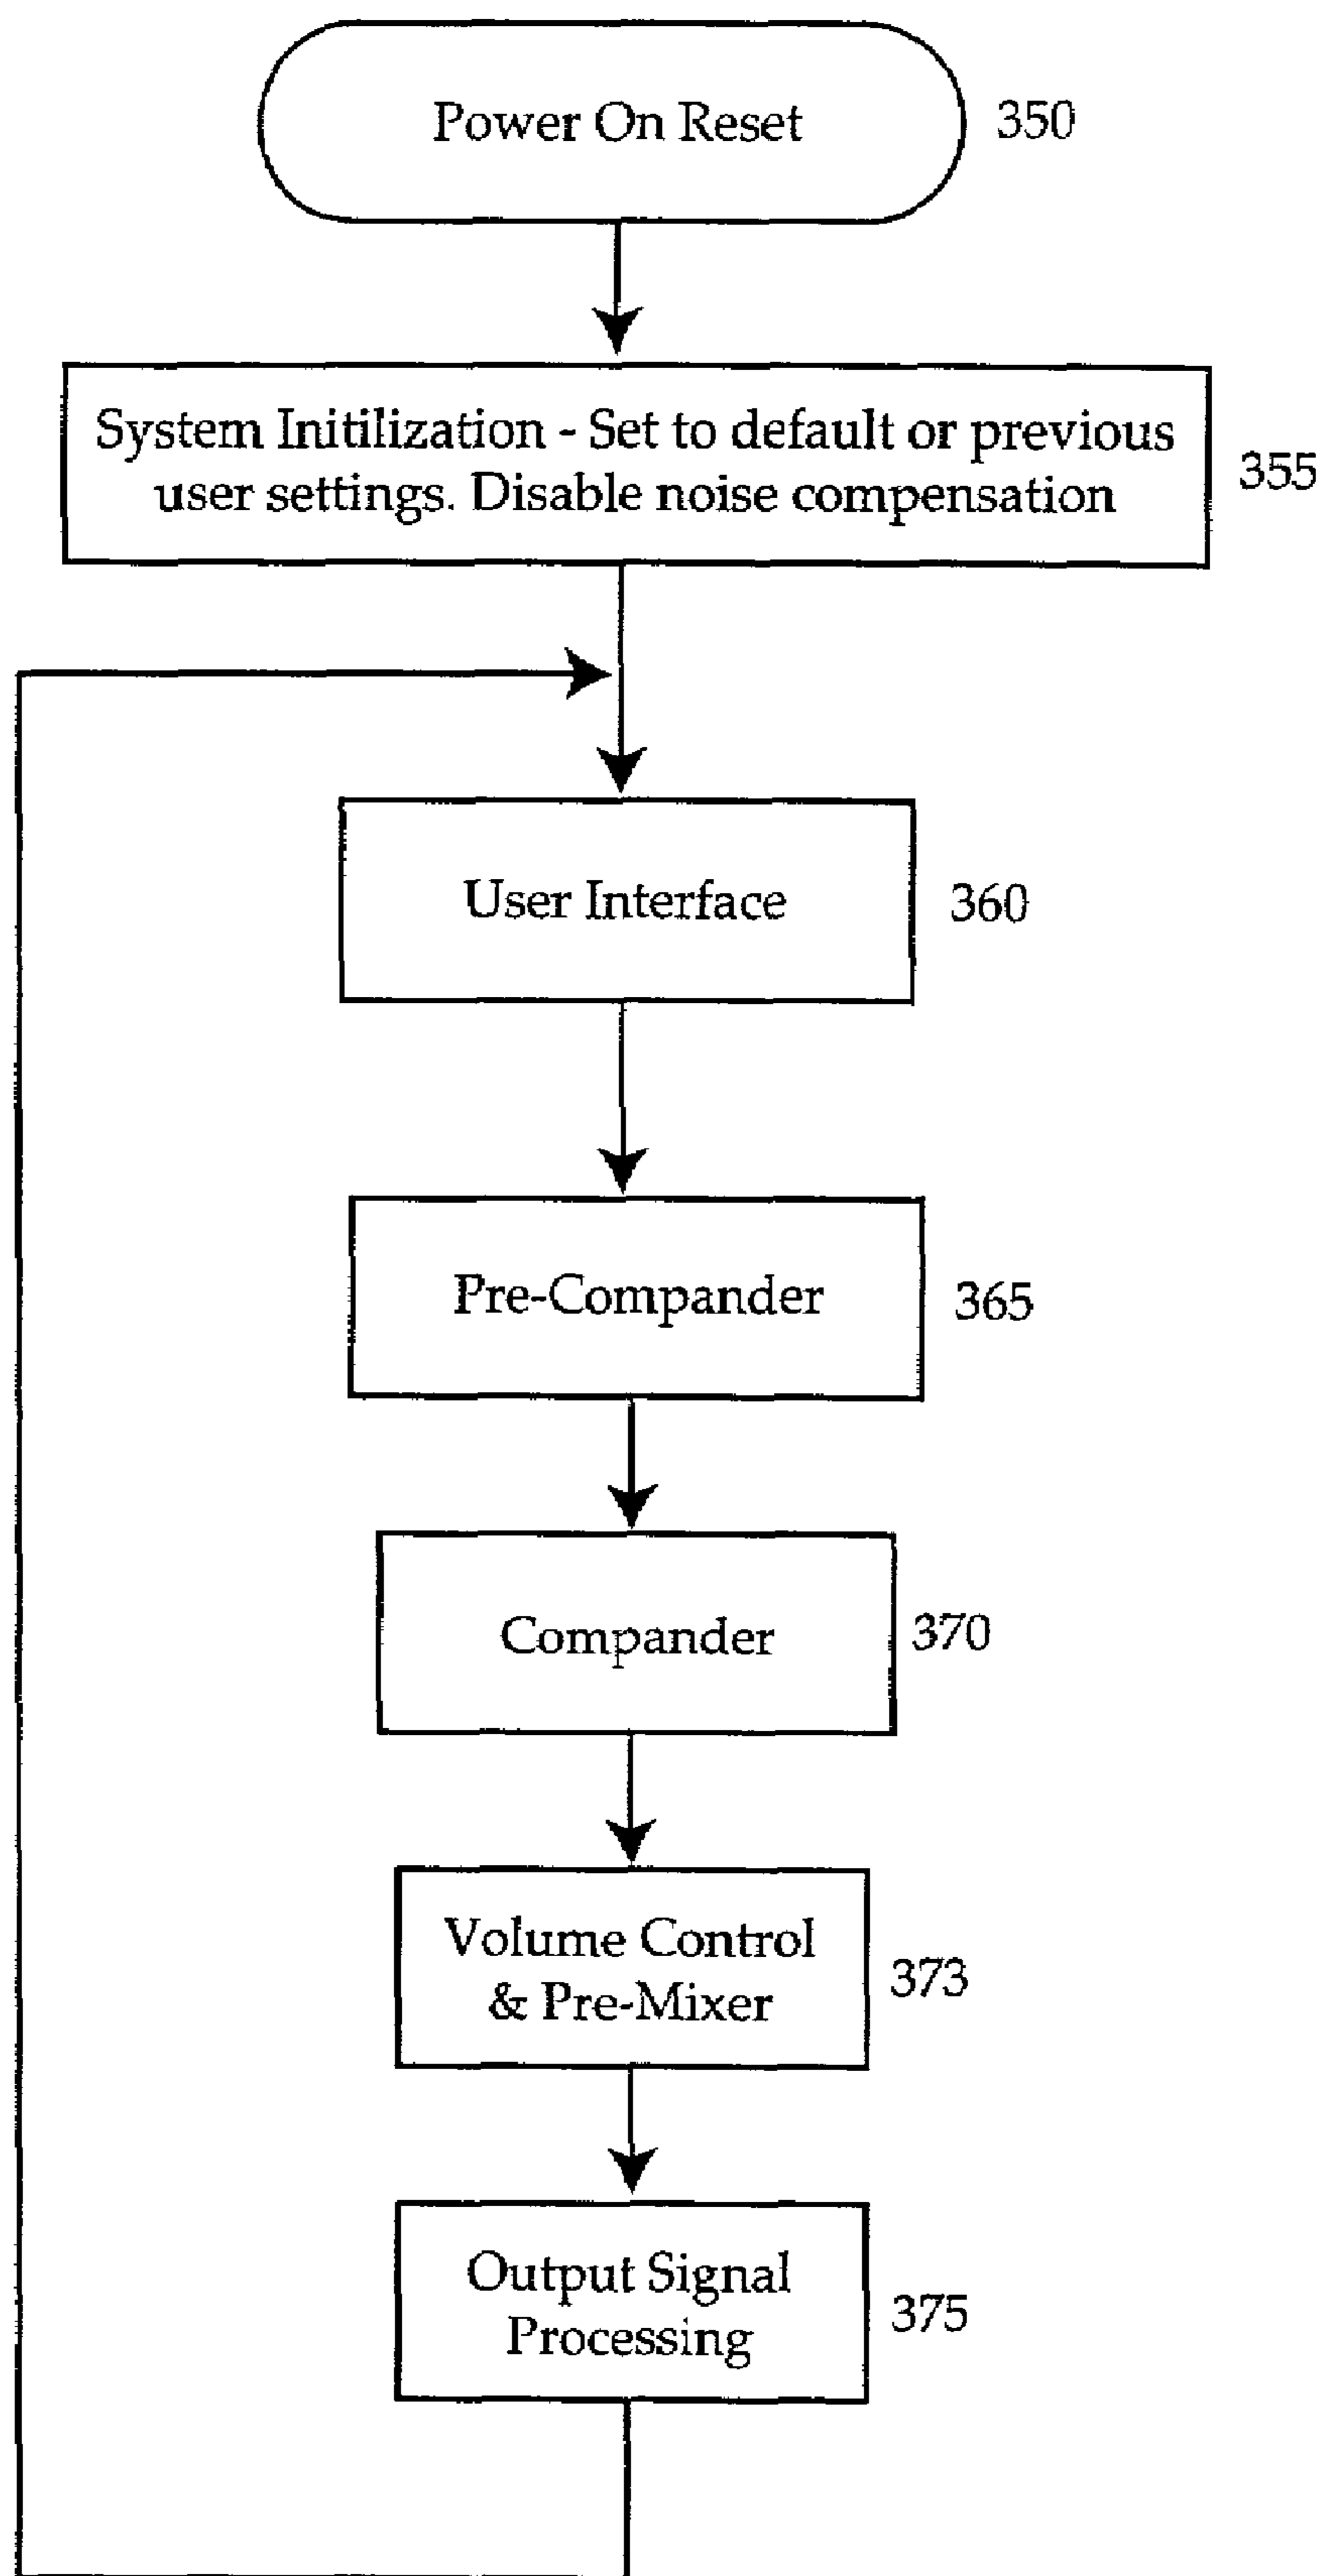 Power On Reset
350
System Initilization - Set to default or previous
user settings. Disable noise compensation
355
User Interface
360
Pre-Compander
365
Compander
370
Volume Control
& Pre-Mixer
373
Output Signal
Processing
375